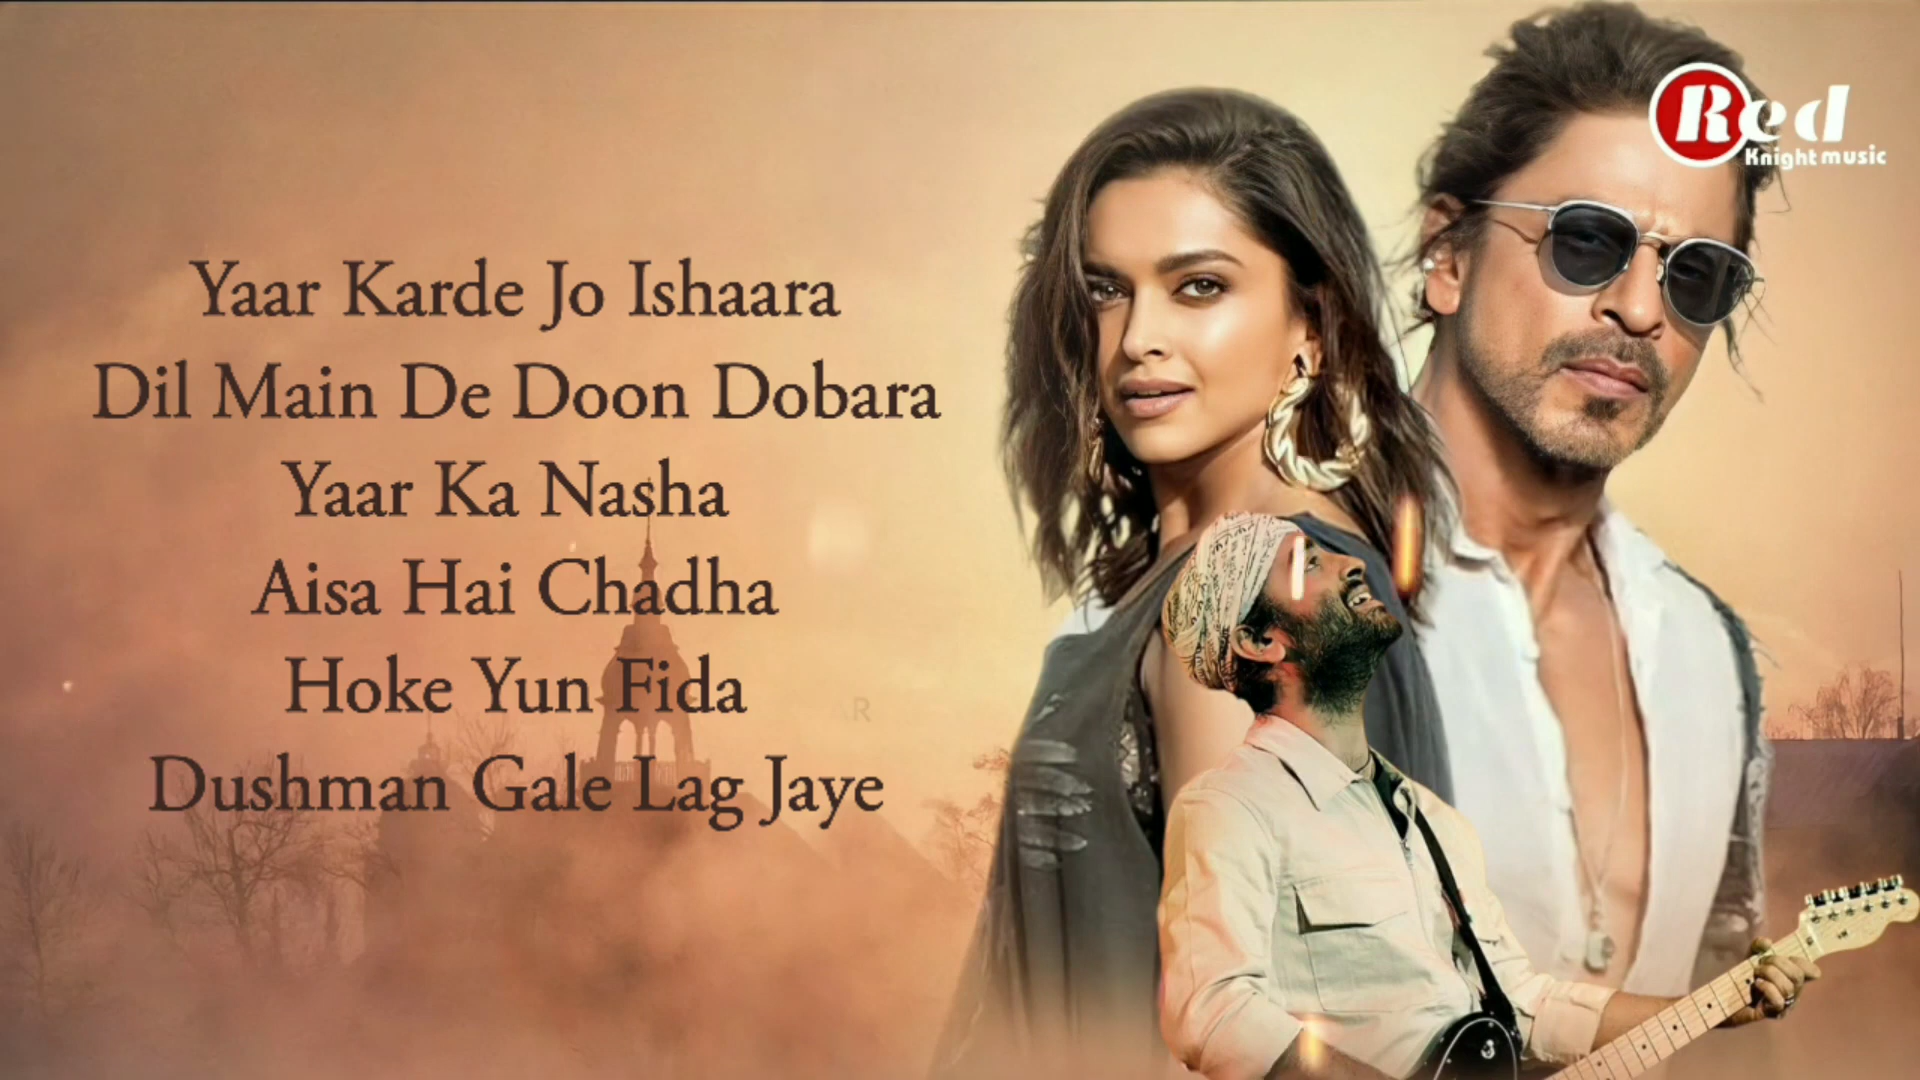 Red
Knight music
Yaar Karde Jo Ishaara
Dil Main De Doon Dobara
Yaar Ka Nasha
Aisa Hai Chadha
Hoke Yun Fida
Dushman Gale Lag Jaye